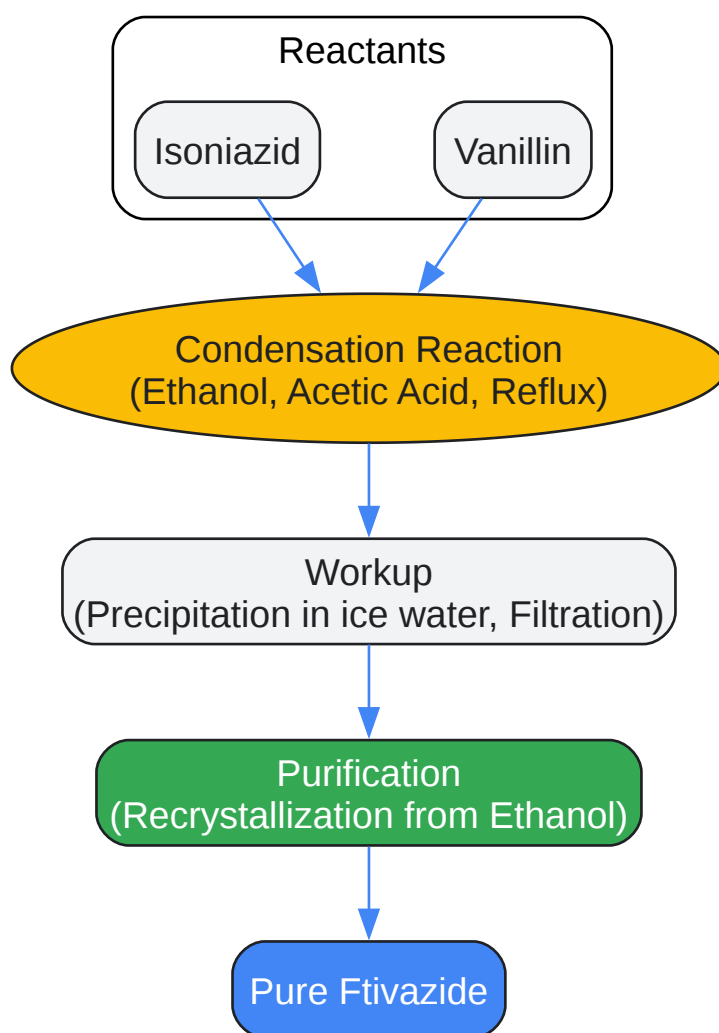 Reactants
Isoniazid
Vanillin
Condensation Reaction
(Ethanol, Acetic Acid, Reflux)
Workup
(Precipitation in ice water, Filtration)
Purification
(Recrystallization from Ethanol)
Pure Ftivazide